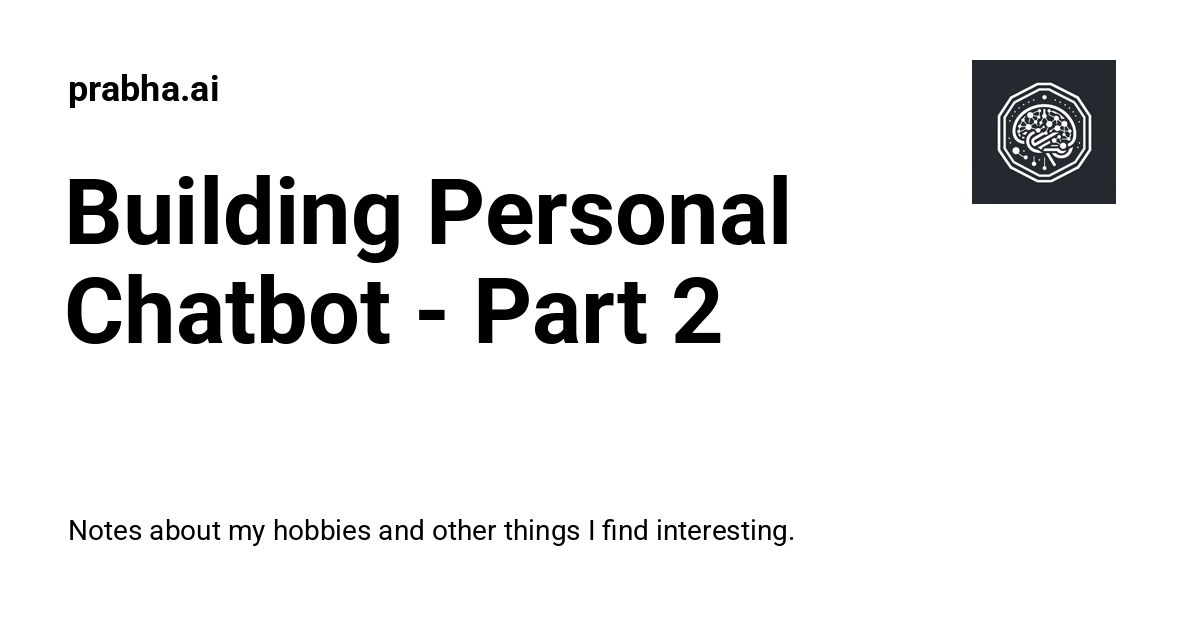 prabha.ai
Building Personal
Chatbot - Part 2
Notes about my hobbies and other things I find interesting.